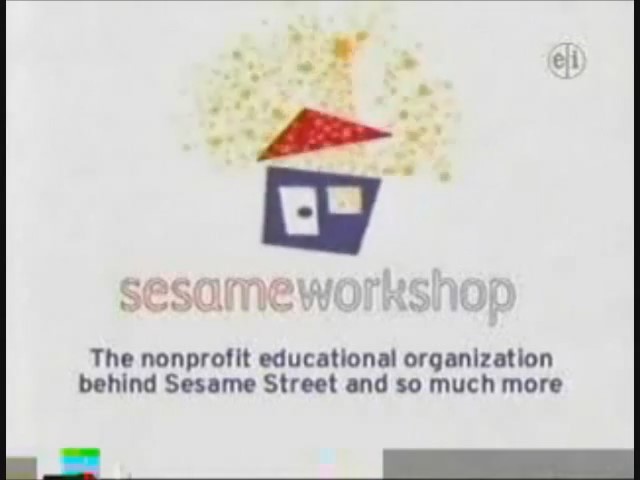 e/i
sesameworkshop
The nonprofit educational organization
behind Sesame Street and so much more